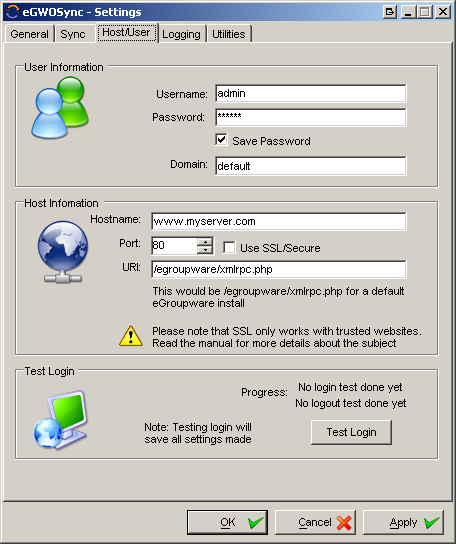 eGWOSync - Settings
General Sync Host/User Logging Utilities
User Information
Username: admin
Password: ******
Save Password
Domain: default
Host Infomation
Hostname: www.myserver.com
Port: 80 Use SSL/Secure
URI: /egroupware/xmlrpc.php
This would be /egroupware/xmlrpc.php for a default
eGroupware install
Please note that SSL only works with trusted websites.
Read the manual for more details about the subject
Test Login
Progress: No login test done yet
No logout test done yet
Note: Testing login will
save all settings made
Test Login
OK Cancel Apply